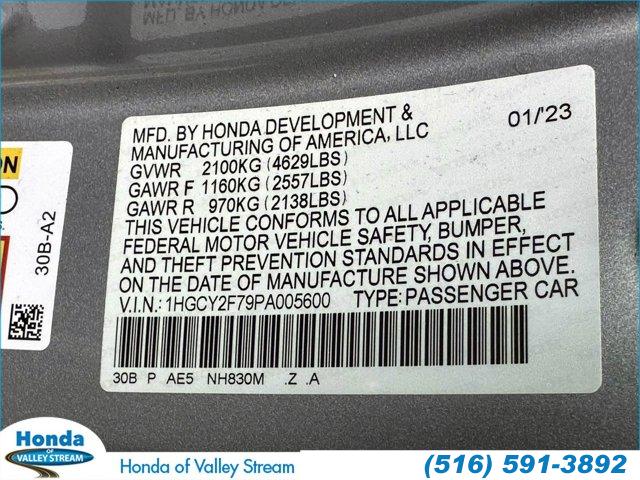 MFD. BY HONDA DEVELOPMENT &
MANUFACTURING OF AMERICA, LLC
01/'23
GVWR 2100KG (4629LBS)
GAWR F 1160KG (2557LBS)
GAWR R 970KG (2138LBS)
THIS VEHICLE CONFORMS TO ALL APPLICABLE
FEDERAL MOTOR VEHICLE SAFETY, BUMPER,
AND THEFT PREVENTION STANDARDS IN EFFECT
ON THE DATE OF MANUFACTURE SHOWN ABOVE.
V.I.N.: 1HGCY2F79PA005600 TYPE: PASSENGER CAR
30B P AE5 NH830M .Z .A
30B-A2
Honda
OF
VALLEY STREAM
Honda of Valley Stream
(516) 591-3892